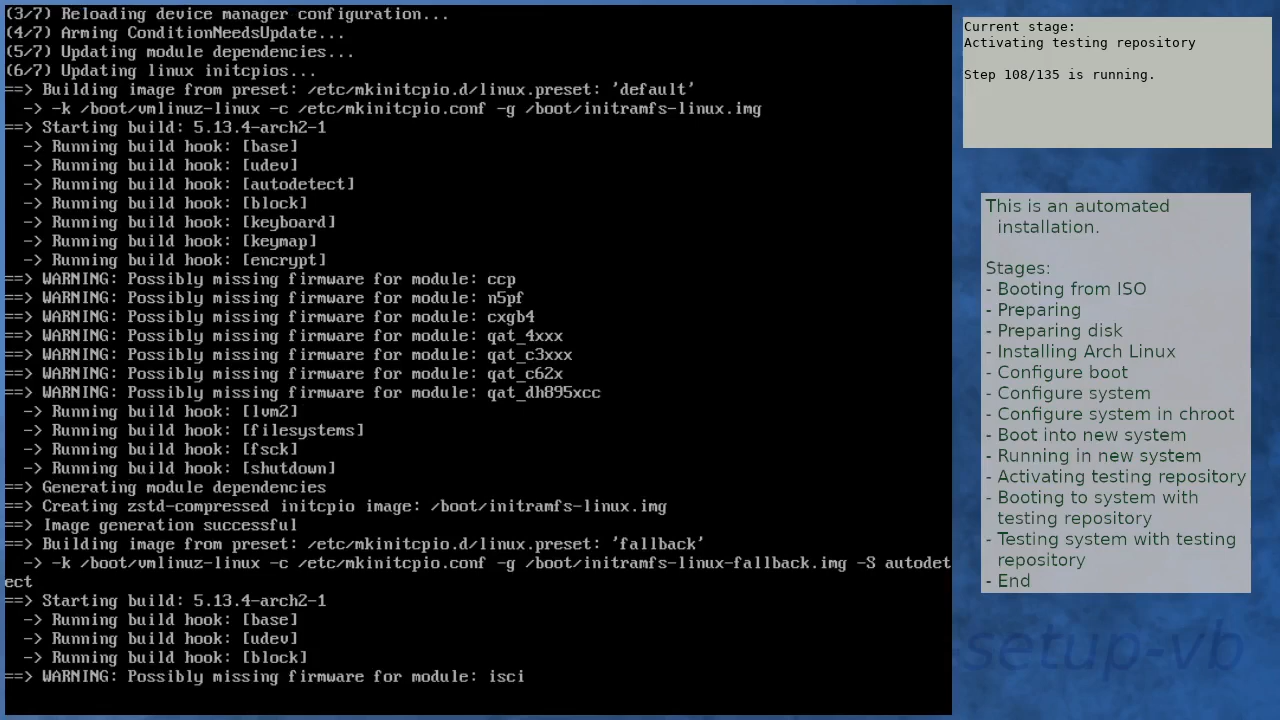 (3/7) Reloading device manager configuration...
(4/7) Arming ConditionNeedsUpdate...
(5/7) Updating module dependencies...
(6/7) Updating linux initcpios...
==> Building image from preset: /etc/mkinitcpio.d/linux.preset: 'default'
  -> -k /boot/vmlinuz-linux -c /etc/mkinitcpio.conf -g /boot/initramfs-linux.img
==> Starting build: 5.13.4-arch2-1
  -> Running build hook: [base]
  -> Running build hook: [udev]
  -> Running build hook: [autodetect]
  -> Running build hook: [block]
  -> Running build hook: [keyboard]
  -> Running build hook: [keymap]
  -> Running build hook: [encrypt]
==> WARNING: Possibly missing firmware for module: ccp
==> WARNING: Possibly missing firmware for module: n5pf
==> WARNING: Possibly missing firmware for module: cxgb4
==> WARNING: Possibly missing firmware for module: qat_4xxx
==> WARNING: Possibly missing firmware for module: qat_c3xxx
==> WARNING: Possibly missing firmware for module: qat_c62x
==> WARNING: Possibly missing firmware for module: qat_dh895xcc
  -> Running build hook: [lvm2]
  -> Running build hook: [filesystems]
  -> Running build hook: [fsck]
  -> Running build hook: [shutdown]
==> Generating module dependencies
==> Creating zstd-compressed initcpio image: /boot/initramfs-linux.img
==> Image generation successful
==> Building image from preset: /etc/mkinitcpio.d/linux.preset: 'fallback'
  -> -k /boot/vmlinuz-linux -c /etc/mkinitcpio.conf -g /boot/initramfs-linux-fallback.img -S autodet
ect
==> Starting build: 5.13.4-arch2-1
  -> Running build hook: [base]
  -> Running build hook: [udev]
  -> Running build hook: [block]
==> WARNING: Possibly missing firmware for module: isci
Current stage:
Activating testing repository
Step 108/135 is running.
This is an automated
installation.
Stages:
- Booting from ISO
- Preparing
- Preparing disk
- Installing Arch Linux
- Configure boot
- Configure system
- Configure system in chroot
- Boot into new system
- Running in new system
- Activating testing repository
- Booting to system with
testing repository
- Testing system with testing
repository
- End
setup-vb